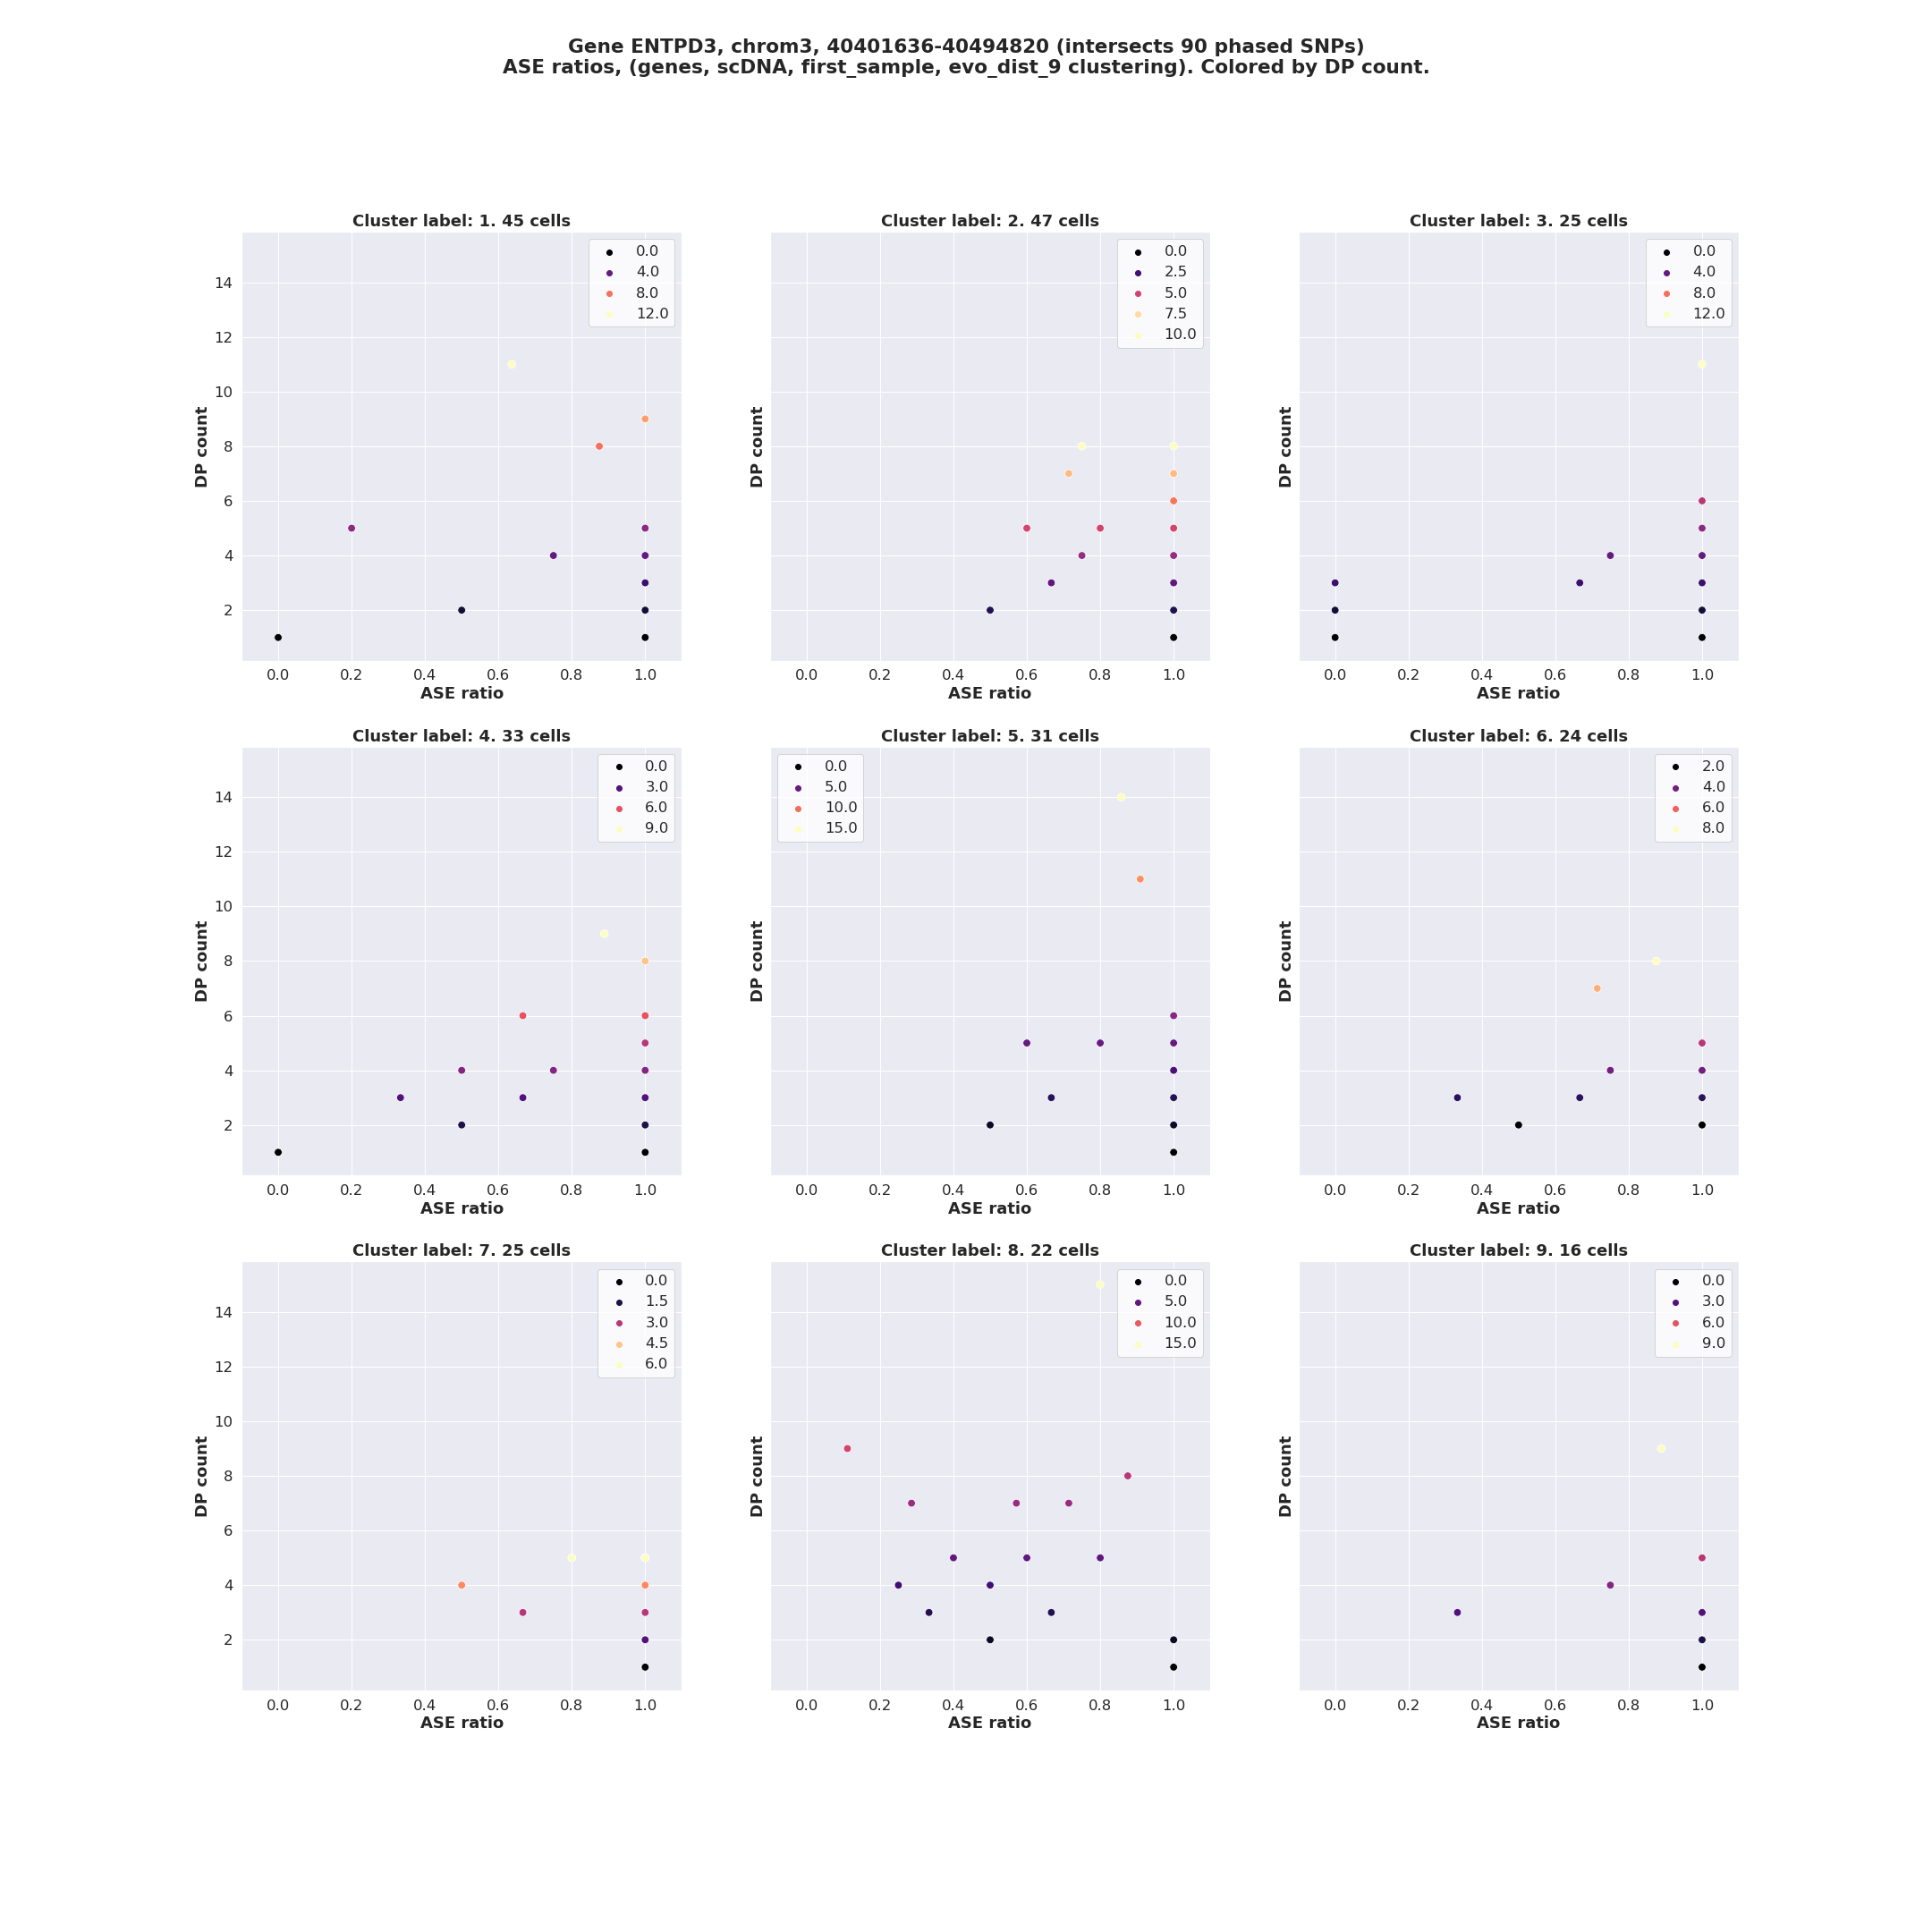 Gene ENTPD3, chrom3, 40401636-40494820 (intersects 90 phased SNPs)
ASE ratios, (genes, scDNA, first_sample, evo_dist_9 clustering). Colored by DP count.
Cluster label: 1. 45 cells
0.0
4.0
8.0
12.0
14
12
10
8
6
4
2
DP count
0.0 0.2 0.4 0.6 0.8 1.0
ASE ratio
Cluster label: 2. 47 cells
0.0
2.5
5.0
7.5
10.0
DP count
0.0 0.2 0.4 0.6 0.8 1.0
ASE ratio
Cluster label: 3. 25 cells
0.0
4.0
8.0
12.0
DP count
0.0 0.2 0.4 0.6 0.8 1.0
ASE ratio
Cluster label: 4. 33 cells
0.0
3.0
6.0
9.0
14
12
10
8
6
4
2
DP count
0.0 0.2 0.4 0.6 0.8 1.0
ASE ratio
Cluster label: 5. 31 cells
0.0
5.0
10.0
15.0
DP count
0.0 0.2 0.4 0.6 0.8 1.0
ASE ratio
Cluster label: 6. 24 cells
2.0
4.0
6.0
8.0
DP count
0.0 0.2 0.4 0.6 0.8 1.0
ASE ratio
Cluster label: 7. 25 cells
0.0
1.5
3.0
4.5
6.0
14
12
10
8
6
4
2
DP count
0.0 0.2 0.4 0.6 0.8 1.0
ASE ratio
Cluster label: 8. 22 cells
0.0
5.0
10.0
15.0
DP count
0.0 0.2 0.4 0.6 0.8 1.0
ASE ratio
Cluster label: 9. 16 cells
0.0
3.0
6.0
9.0
DP count
0.0 0.2 0.4 0.6 0.8 1.0
ASE ratio